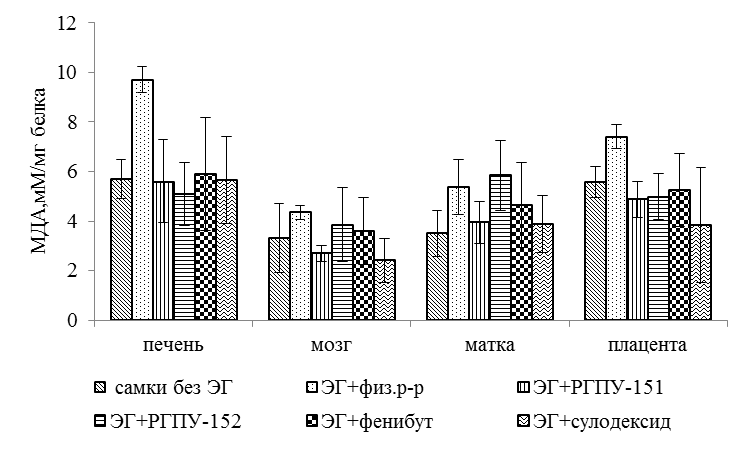 МДА,мМ/мг белка
12
10
8
6
4
2
0
печень мозг матка плацента
самки без ЭГ ЭГ+физ.р-р ЭГ+РГПУ-151
ЭГ+РГПУ-152 ЭГ+фенибут ЭГ+сулодексид